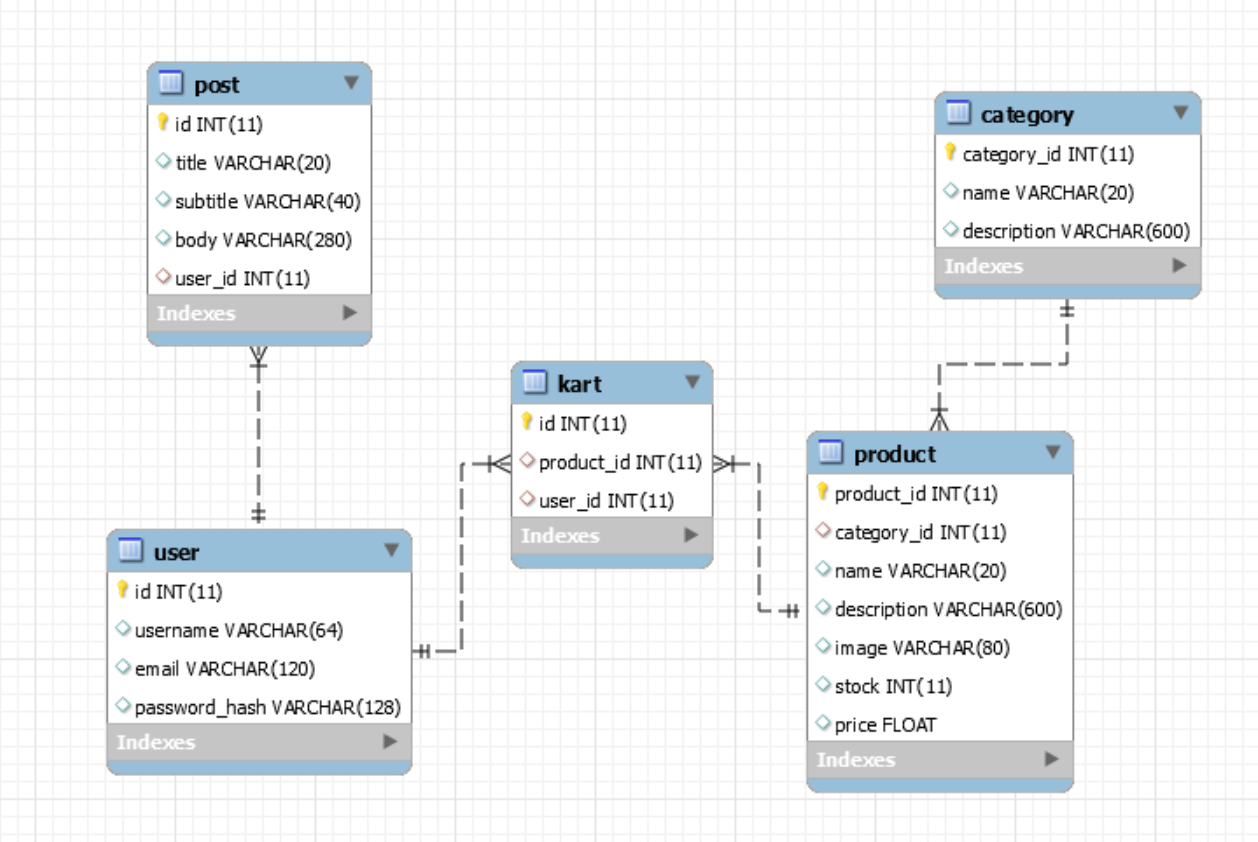 post
id INT(11)
title VARCHAR(20)
subtitle VARCHAR(40)
body VARCHAR(280)
user_id INT(11)
Indexes
category
category_id INT(11)
name VARCHAR(20)
description VARCHAR(600)
Indexes
kart
id INT(11)
product_id INT(11)
user_id INT(11)
Indexes
product
product_id INT(11)
category_id INT(11)
name VARCHAR(20)
description VARCHAR(600)
image VARCHAR(80)
stock INT(11)
price FLOAT
Indexes
user
id INT(11)
username VARCHAR(64)
email VARCHAR(120)
password_hash VARCHAR(128)
Indexes